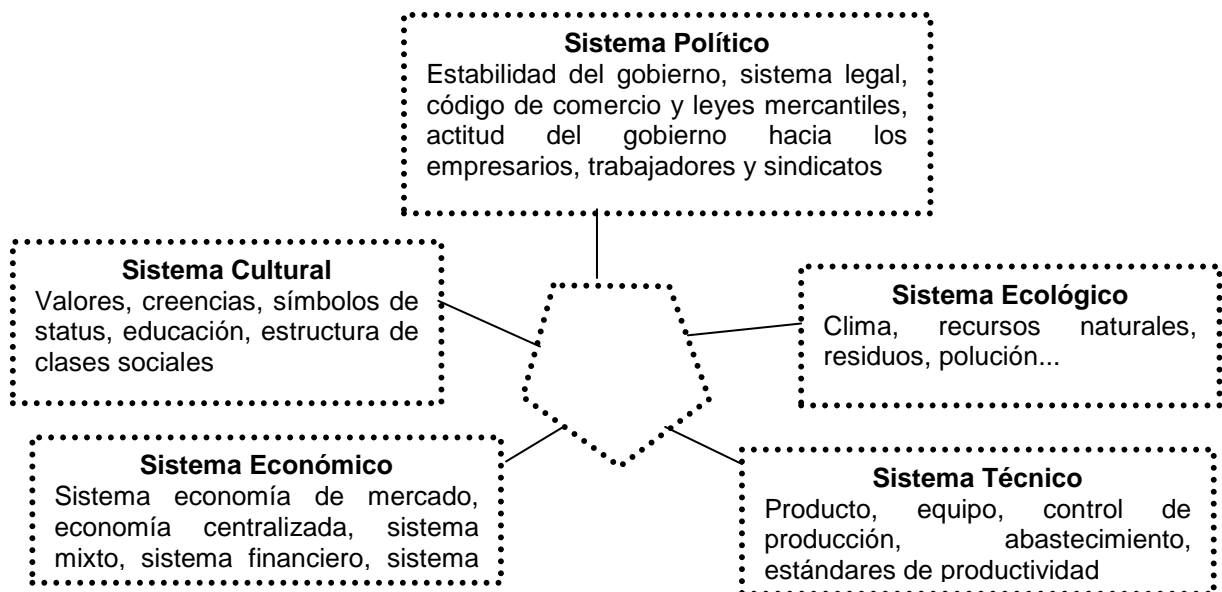 Sistema Político
Estabilidad del gobierno, sistema legal,
código de comercio y leyes mercantiles,
actitud del gobierno hacia los
empresarios, trabajadores y sindicatos
Sistema Cultural
Valores, creencias, símbolos de
status, educación, estructura de
clases sociales
Sistema Ecológico
Clima, recursos naturales,
residuos, polución...
Sistema Económico
Sistema economía de mercado,
economía centralizada, sistema
mixto, sistema financiero, sistema
Sistema Técnico
Producto, equipo, control de
producción, abastecimiento,
estándares de productividad